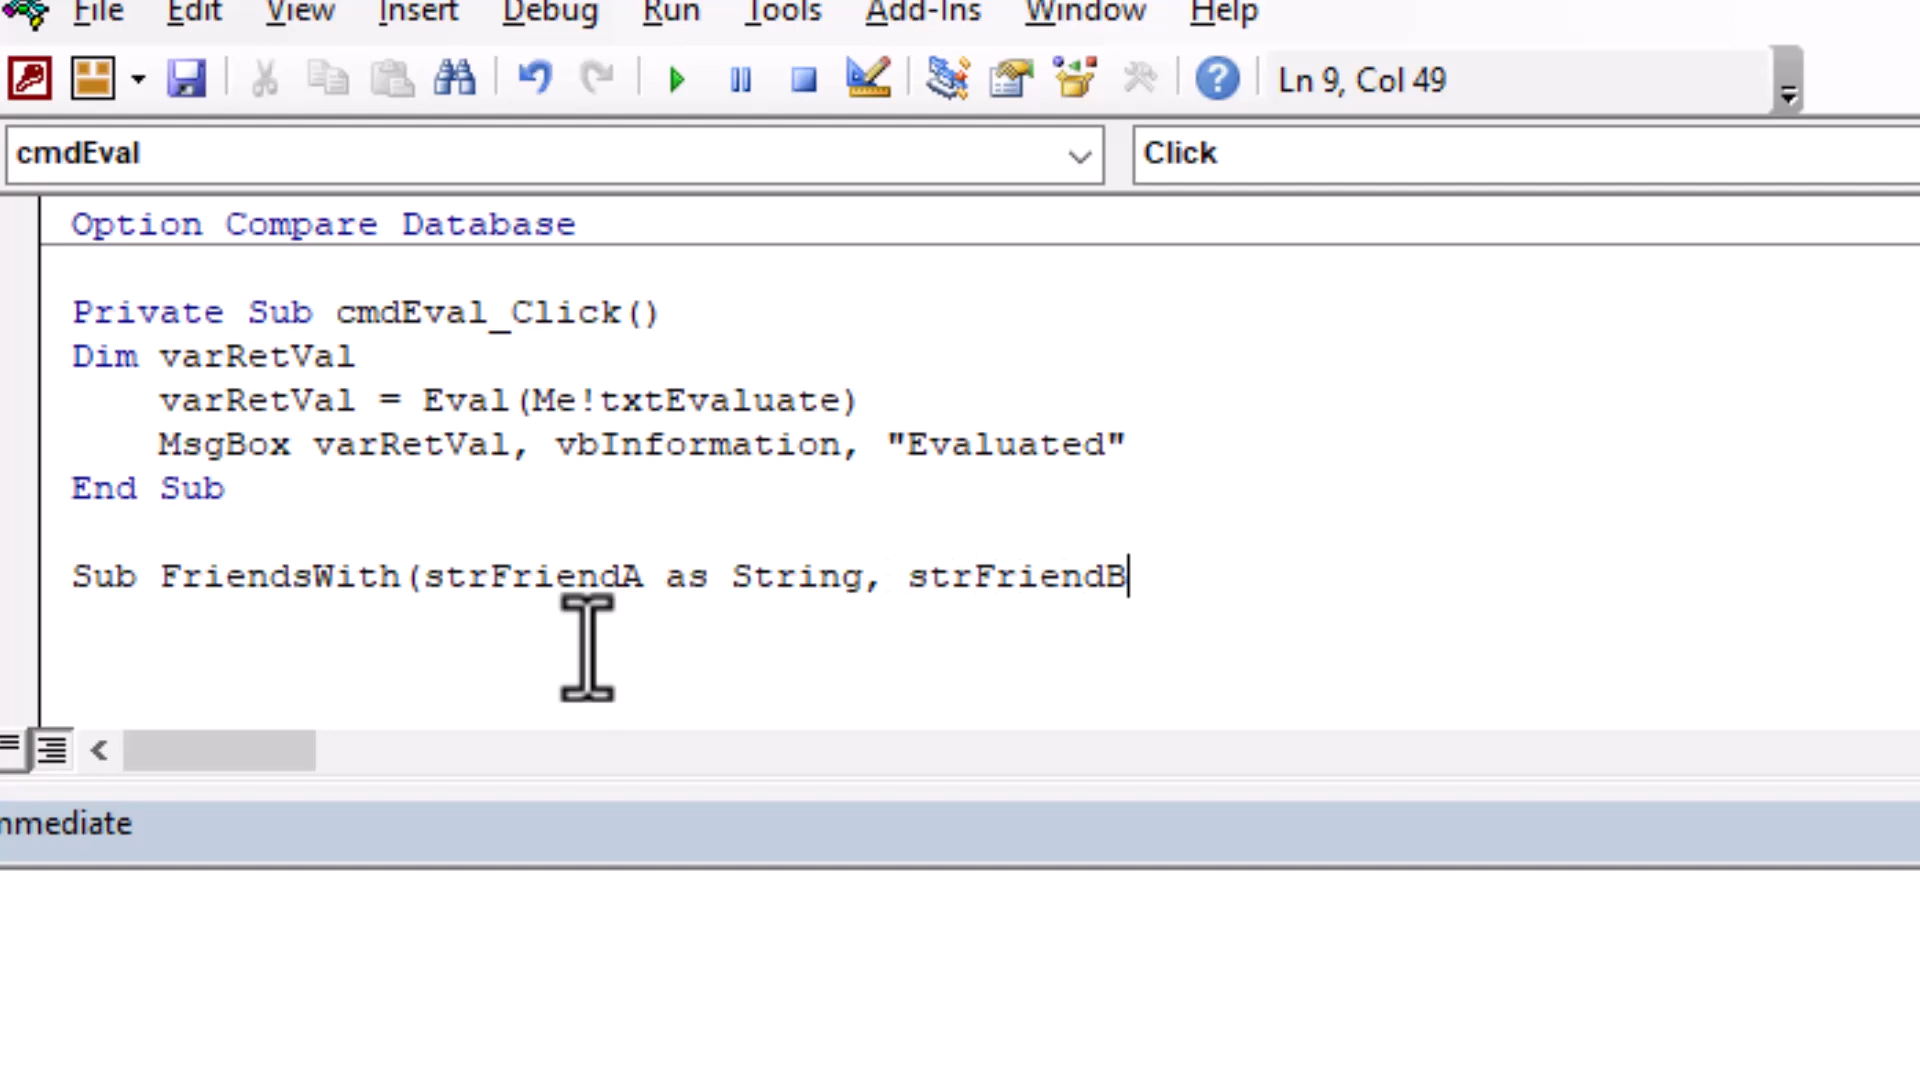 File Edit View Insert Debug Run Tools Add-Ins Window Help
Ln 9, Col 49
cmdEval Click
Option Compare Database
Private Sub cmdEval_Click()
Dim varRetVal
varRetVal = Eval(Me!txtEvaluate)
MsgBox varRetVal, vbInformation, "Evaluated"
End Sub
Sub FriendsWith(strFriendA as String, strFriendB
nmediate